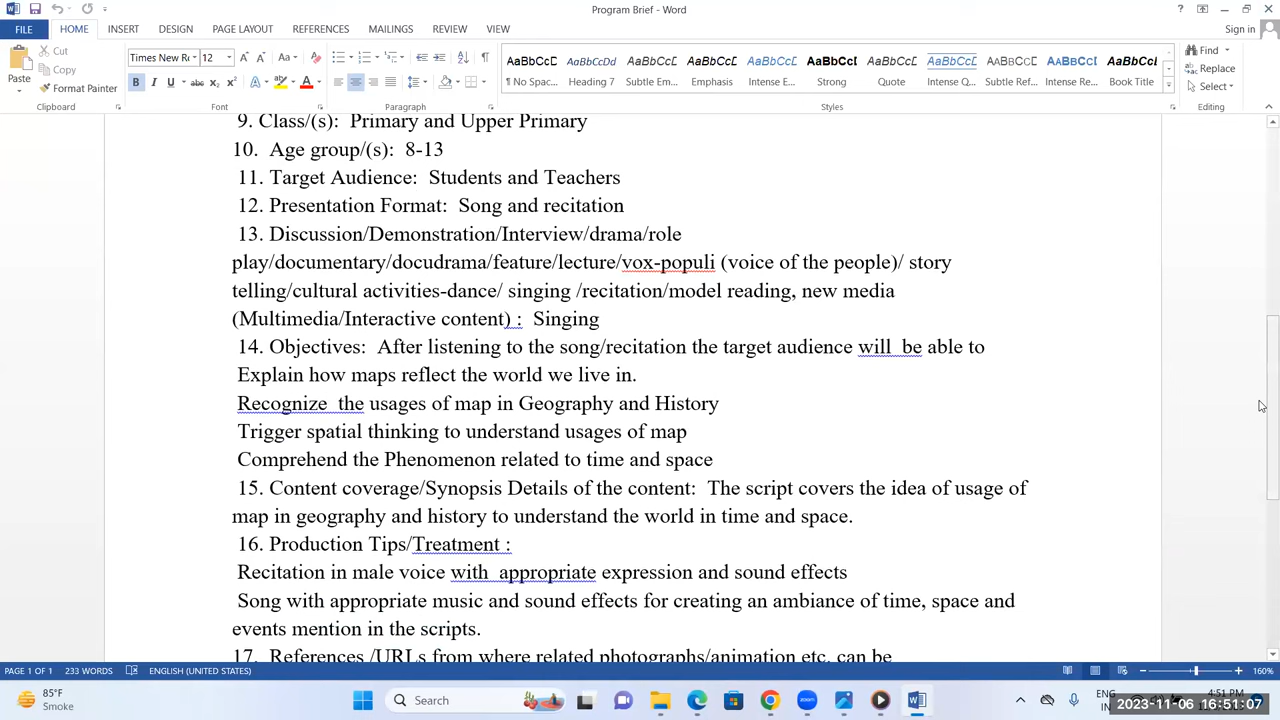 Program Brief - Word
Sign in
FILE HOME INSERT DESIGN PAGE LAYOUT REFERENCES MAILINGS REVIEW VIEW
Paste
Cut
Copy
Format Painter
Clipboard
Times New Ro 12
Font
Paragraph
AaBbCcD AaBbCcDd AaBbCcD AaBbCcD AaBbCcD AaBbCcD AaBbCcD AaBbCcD AaBbCcD AaBbCcD AaBbCcD
¶ No Spac... Heading 7 Subtle Em... Emphasis Intense E... Strong Quote Intense Q... Subtle Ref... Intense Re... Book Title
Styles
Find
Replace
Select
Editing
9. Class/(s): Primary and Upper Primary
10. Age group/(s): 8-13
11. Target Audience: Students and Teachers
12. Presentation Format: Song and recitation
13. Discussion/Demonstration/Interview/drama/role
play/documentary/docudrama/feature/lecture/vox-populi (voice of the people)/ story
telling/cultural activities-dance/ singing /recitation/model reading, new media
(Multimedia/Interactive content) : Singing
14. Objectives: After listening to the song/recitation the target audience will be able to
Explain how maps reflect the world we live in.
Recognize the usages of map in Geography and History
Trigger spatial thinking to understand usages of map
Comprehend the Phenomenon related to time and space
15. Content coverage/Synopsis Details of the content: The script covers the idea of usage of
map in geography and history to understand the world in time and space.
16. Production Tips/Treatment :
Recitation in male voice with appropriate expression and sound effects
Song with appropriate music and sound effects for creating an ambiance of time, space and
events mention in the scripts.
17. References /URLs from where related photographs/animation etc. can be
PAGE 1 OF 1 233 WORDS ENGLISH (UNITED STATES)
160%
85°F
Smoke
Search
ENG
IN
4:51 PM
2023-11-06 16:51:07